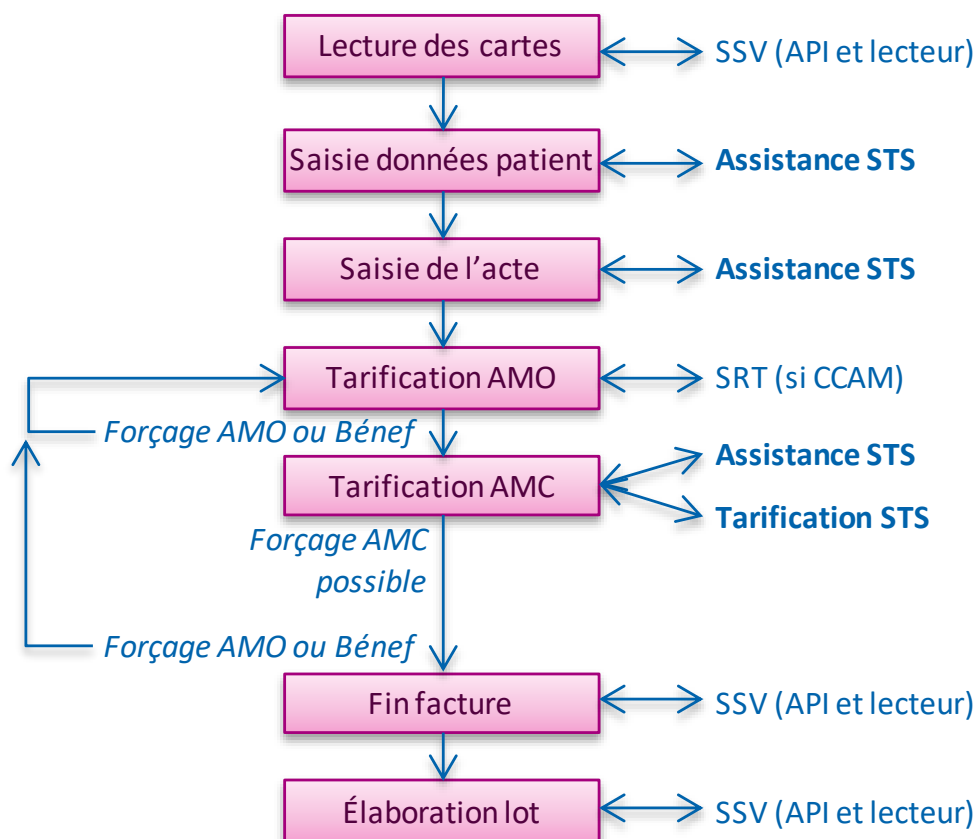 Lecture des cartes
SSV (API et lecteur)
Saisie données patient
Assistance STS
Saisie de l'acte
Assistance STS
Tarification AMO
SRT (si CCAM)
Forçage AMO ou Bénef
Assistance STS
Tarification AMC
Tarification STS
Forçage AMC
possible
Forçage AMO ou Bénef
Fin facture
SSV (API et lecteur)
Élaboration lot
SSV (API et lecteur)